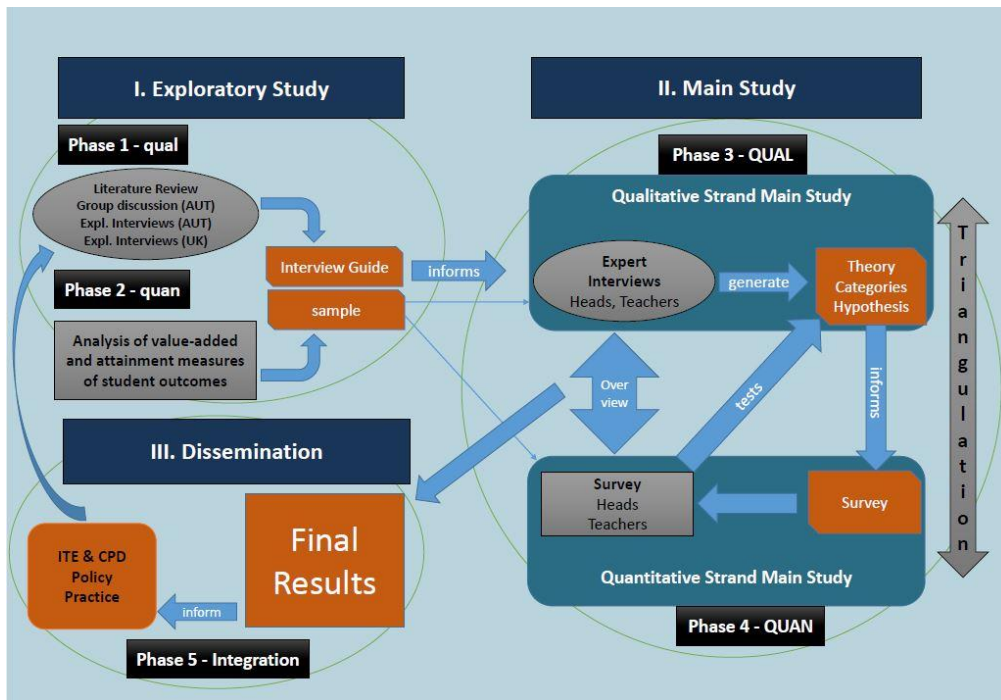 I. Exploratory Study
Phase 1 - qual
Literature Review
Group discussion (AUT)
Expl. Interviews (AUT)
Expl. Interviews (UK)
Phase 2 - quan
Analysis of value-added
and attainment measures
of student outcomes
Interview Guide
sample
informs
II. Main Study
Phase 3 - QUAL
Qualitative Strand Main Study
Expert
Interviews
Heads, Teachers
generate
Theory
Categories
Hypothesis
Over
view
tests
informs
Survey
Heads
Teachers
Survey
Quantitative Strand Main Study
Phase 4 - QUAN
Triangulation
III. Dissemination
Final
Results
inform
ITE & CPD
Policy
Practice
Phase 5 - Integration